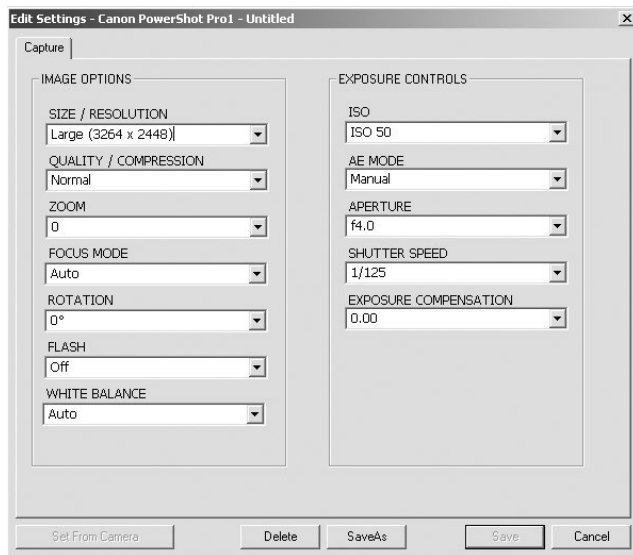 Edit Settings - Canon PowerShot Pro1 - Untitled
Capture
IMAGE OPTIONS
SIZE / RESOLUTION
Large (3264 x 2448)
QUALITY / COMPRESSION
Normal
ZOOM
0
FOCUS MODE
Auto
ROTATION
0°
FLASH
Off
WHITE BALANCE
Auto
EXPOSURE CONTROLS
ISO
ISO 50
AE MODE
Manual
APERTURE
f4.0
SHUTTER SPEED
1/125
EXPOSURE COMPENSATION
0.00
Set From Camera
Delete
SaveAs
Save
Cancel